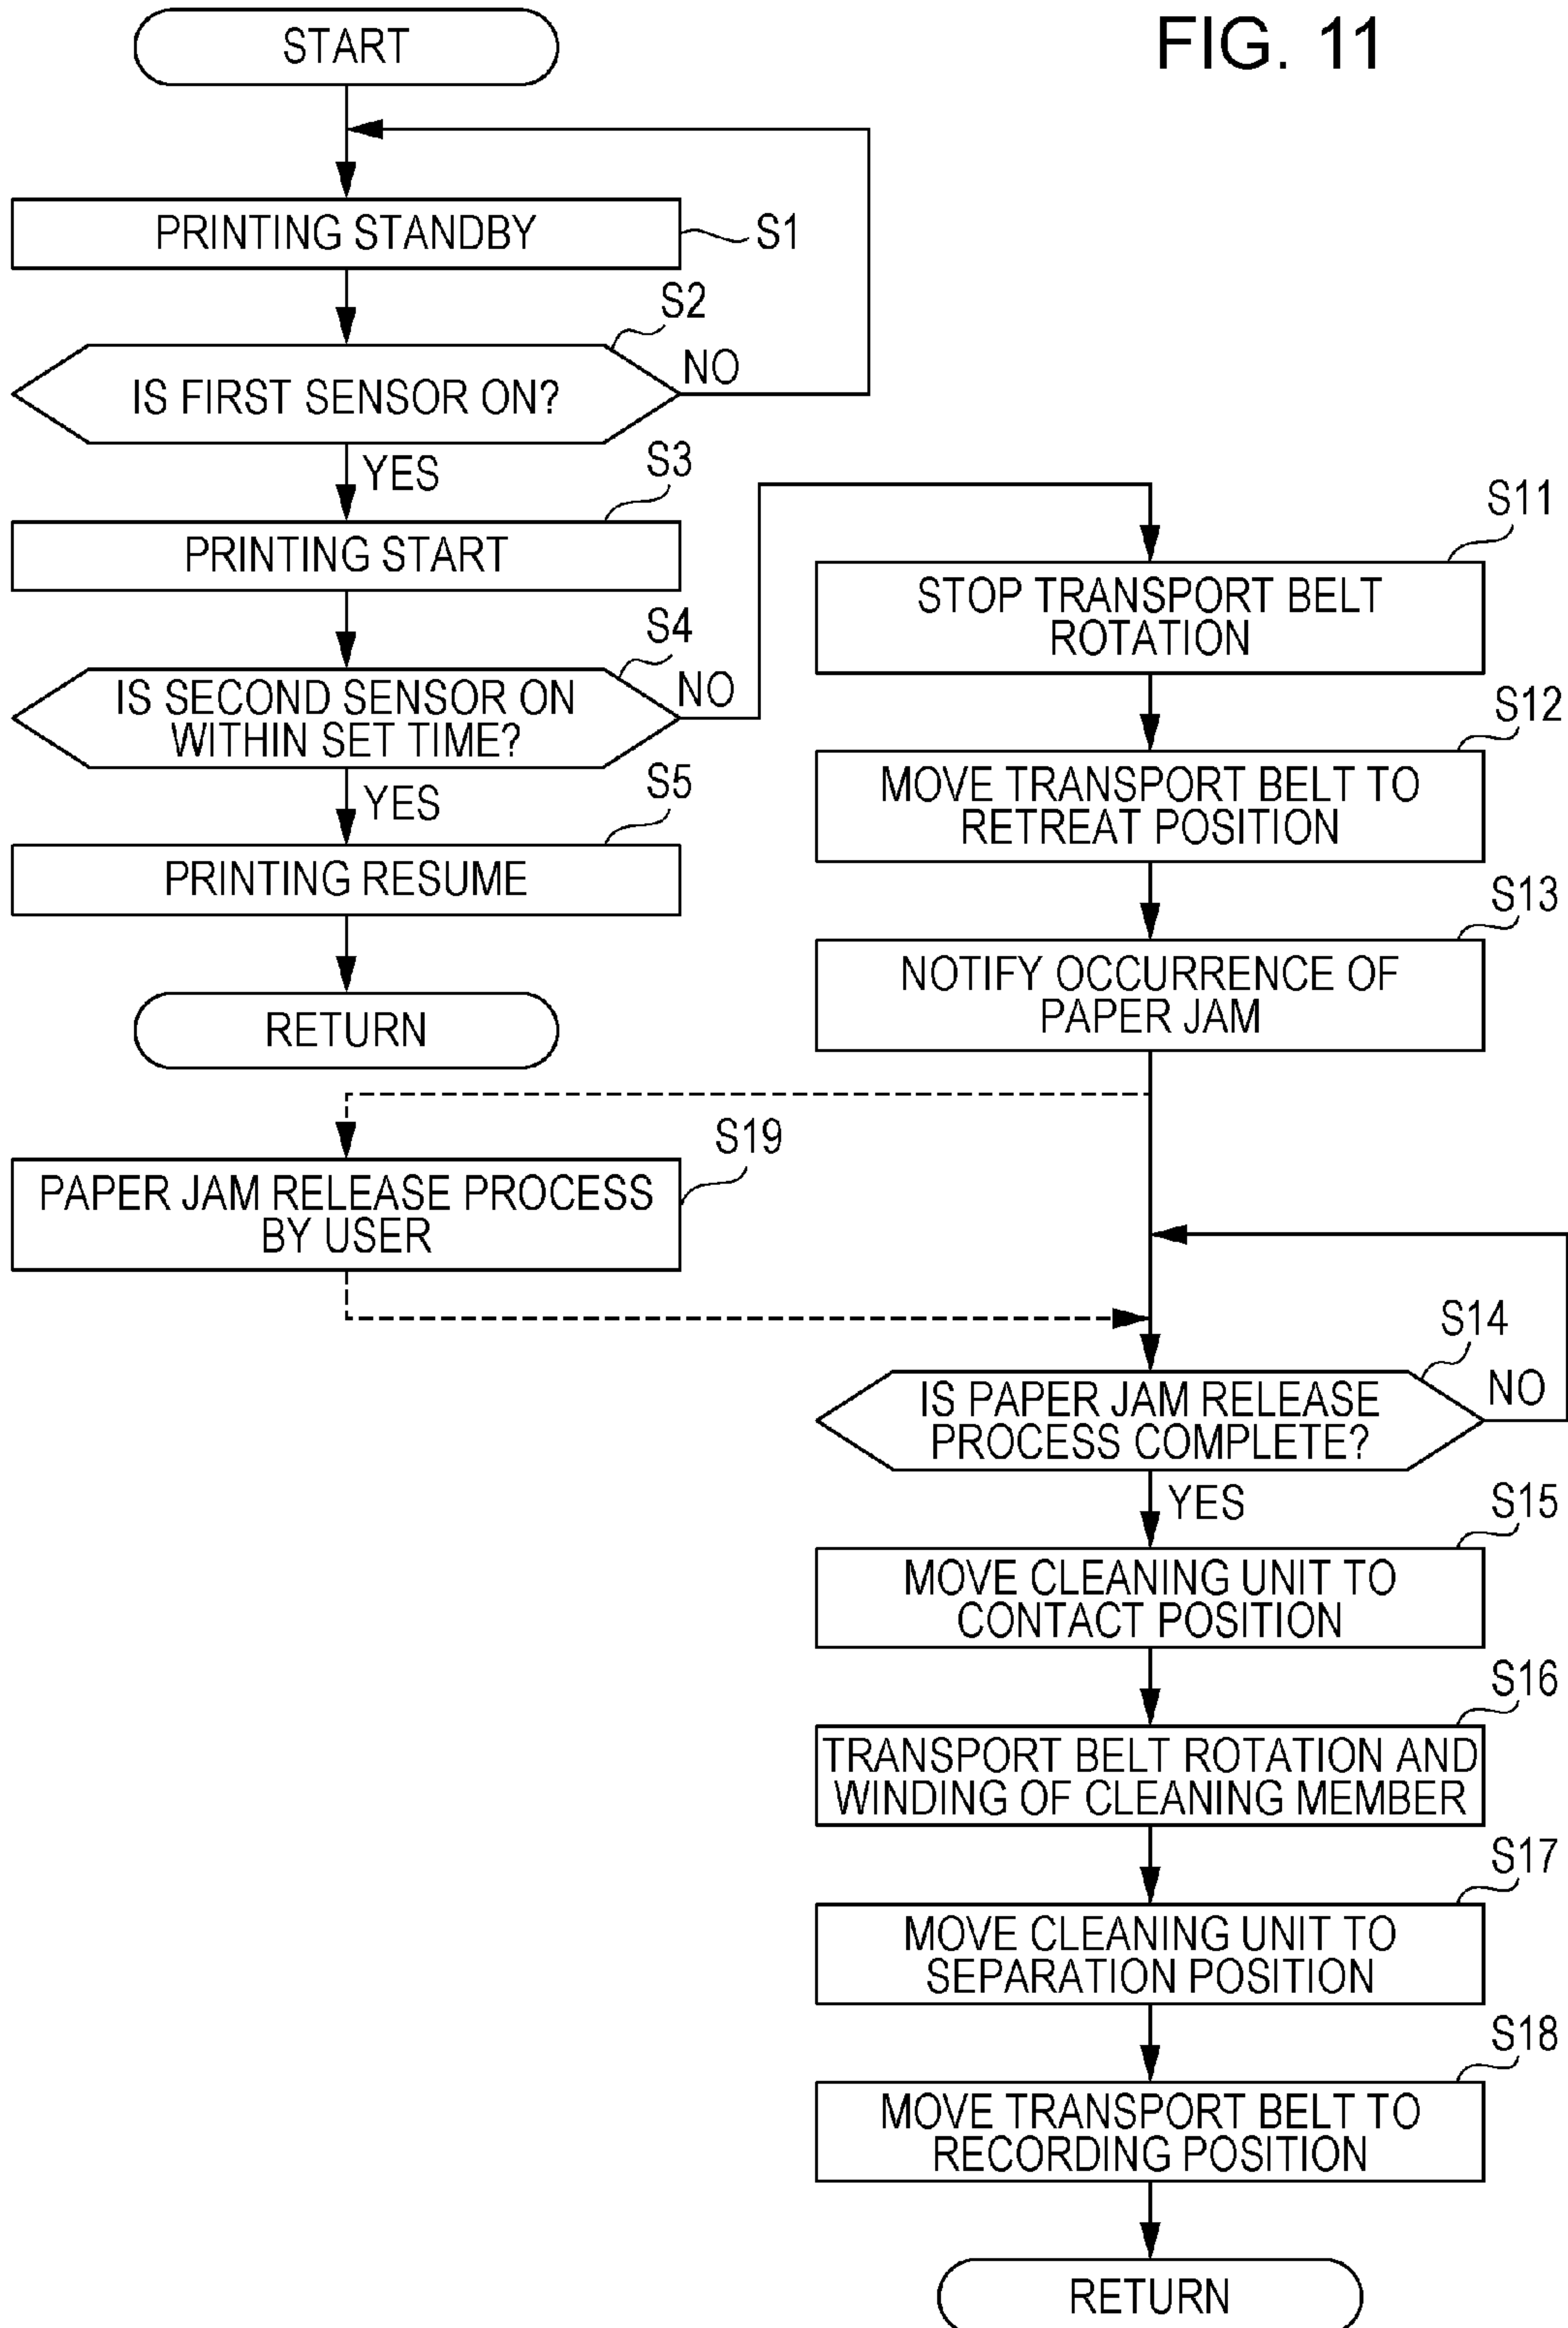 FIG. 11
START
PRINTING STANDBY
S1
S2
IS FIRST SENSOR ON?
NO
YES
S3
PRINTING START
S4
IS SECOND SENSOR ON
WITHIN SET TIME?
NO
YES
S5
PRINTING RESUME
RETURN
S11
STOP TRANSPORT BELT
ROTATION
S12
MOVE TRANSPORT BELT TO
RETREAT POSITION
S13
NOTIFY OCCURRENCE OF
PAPER JAM
S19
PAPER JAM RELEASE PROCESS
BY USER
S14
IS PAPER JAM RELEASE
PROCESS COMPLETE?
NO
YES
S15
MOVE CLEANING UNIT TO
CONTACT POSITION
S16
TRANSPORT BELT ROTATION AND
WINDING OF CLEANING MEMBER
S17
MOVE CLEANING UNIT TO
SEPARATION POSITION
S18
MOVE TRANSPORT BELT TO
RECORDING POSITION
RETURN